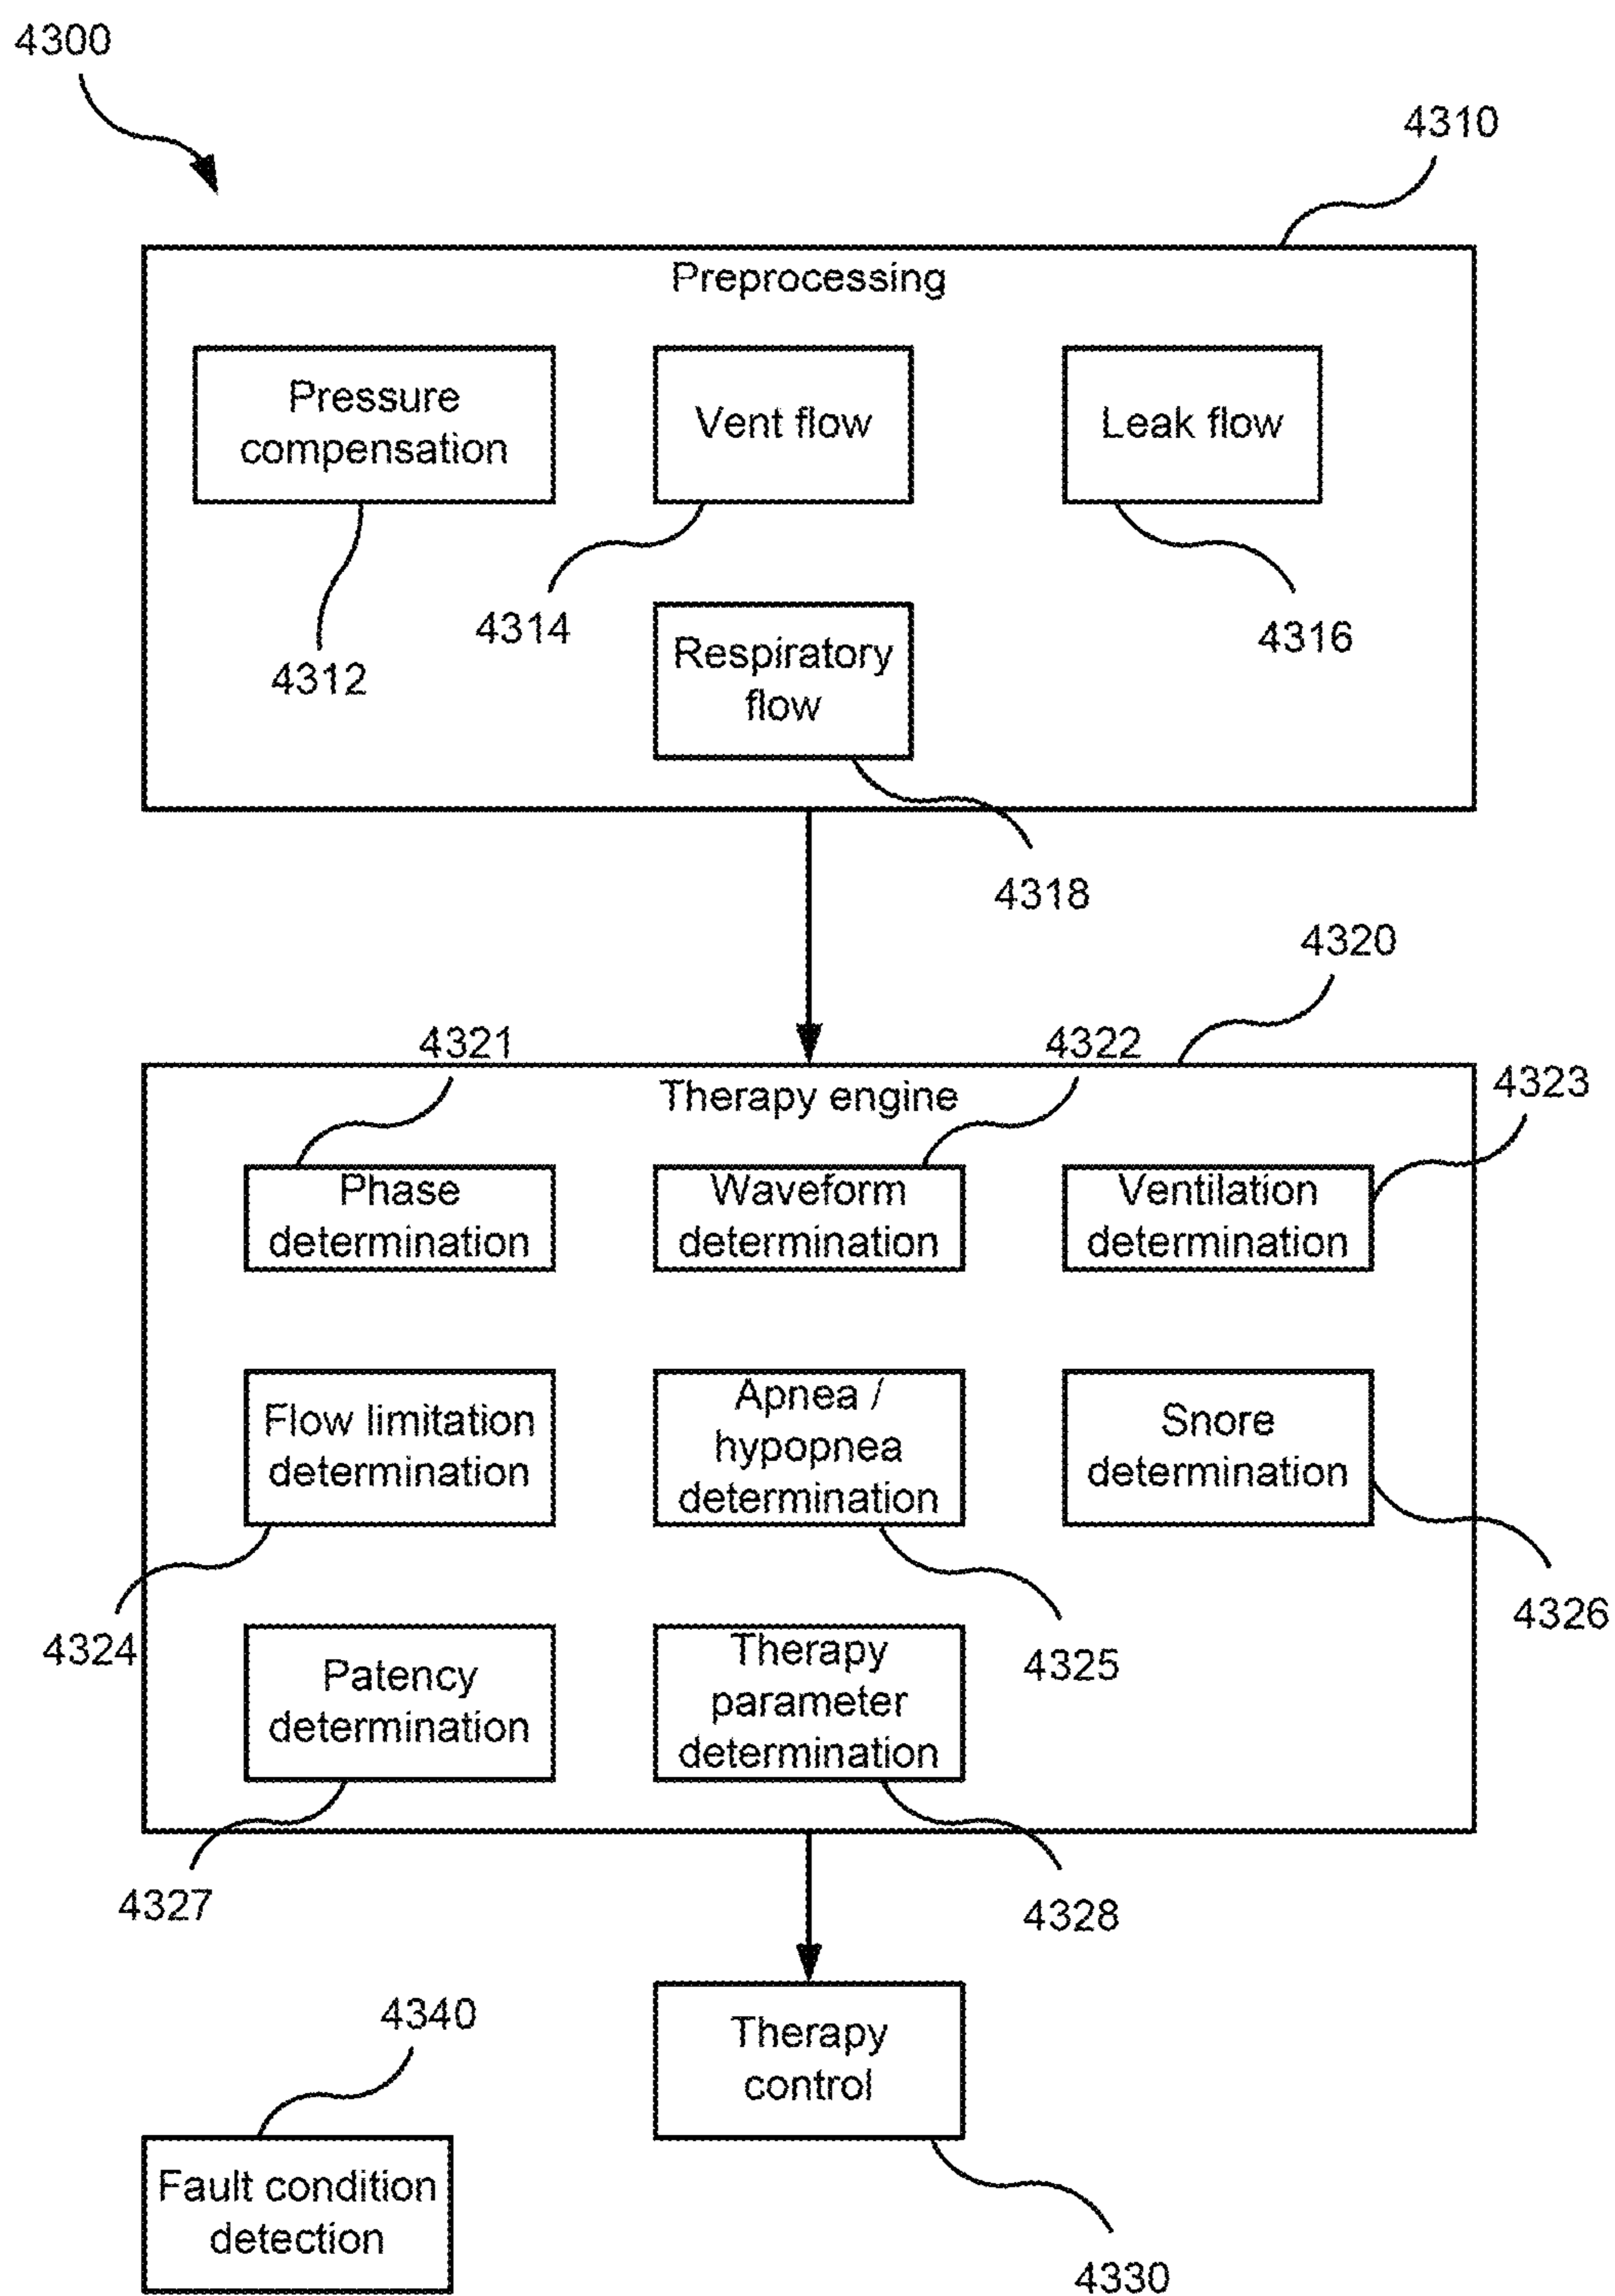 4300
4310
Preprocessing
Pressure
compensation
Vent flow
Leak flow
4312
4314
4316
Respiratory
flow
4318
4320
4321
4322
4323
Therapy engine
Phase
determination
Waveform
determination
Ventilation
determination
Flow limitation
determination
Apnea /
hypopnea
determination
Snore
determination
4324
4325
4326
Patency
determination
Therapy
parameter
determination
4327
4328
4340
Therapy
control
Fault condition
detection
4330